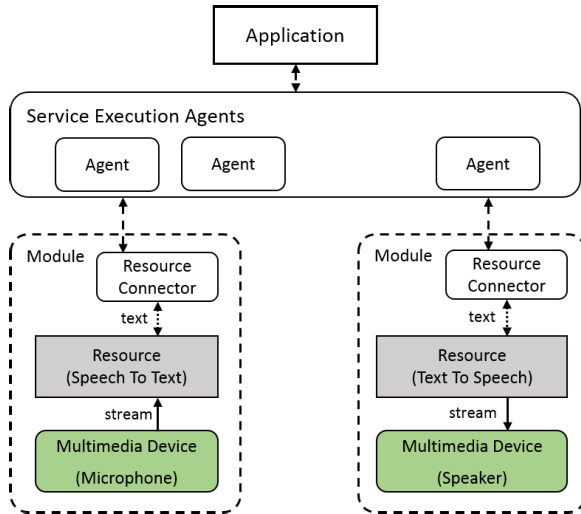 Application
Service Execution Agents
Agent
Agent
Agent
Module
Resource
Connector
text
Resource
(Speech To Text)
stream
Multimedia Device
(Microphone)
Module
Resource
Connector
text
Resource
(Text To Speech)
stream
Multimedia Device
(Speaker)